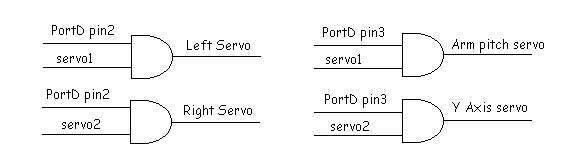 PortD pin2
servo1
Left Servo
PortD pin2
servo2
Right Servo
PortD pin3
servo1
Arm pitch servo
PortD pin3
servo2
Y Axis servo